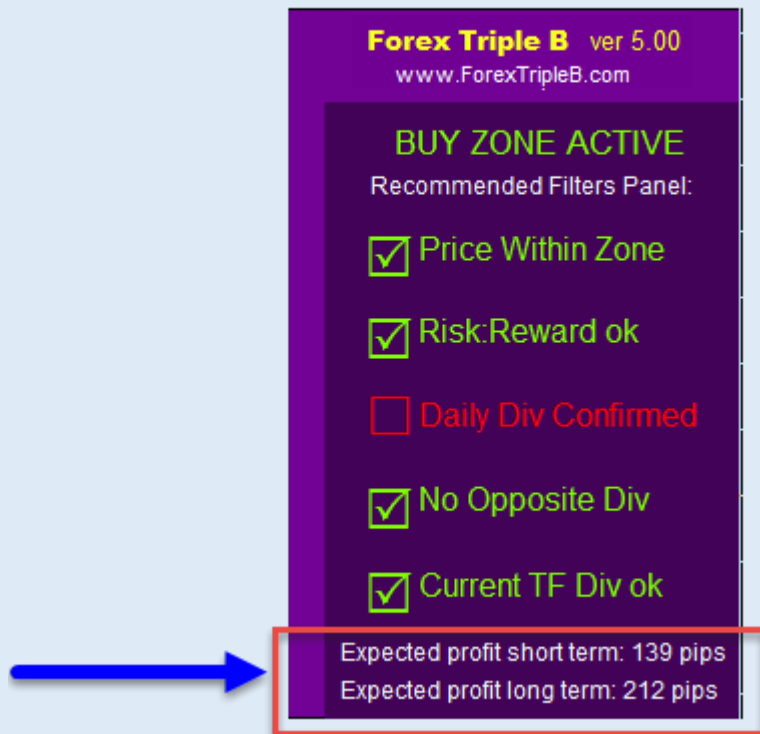 Forex Triple B ver 5.00
www.ForexTripleB.com
BUY ZONE ACTIVE
Recommended Filters Panel:
Price Within Zone
Risk:Reward ok
Daily Div Confirmed
No Opposite Div
Current TF Div ok
Expected profit short term: 139 pips
Expected profit long term: 212 pips